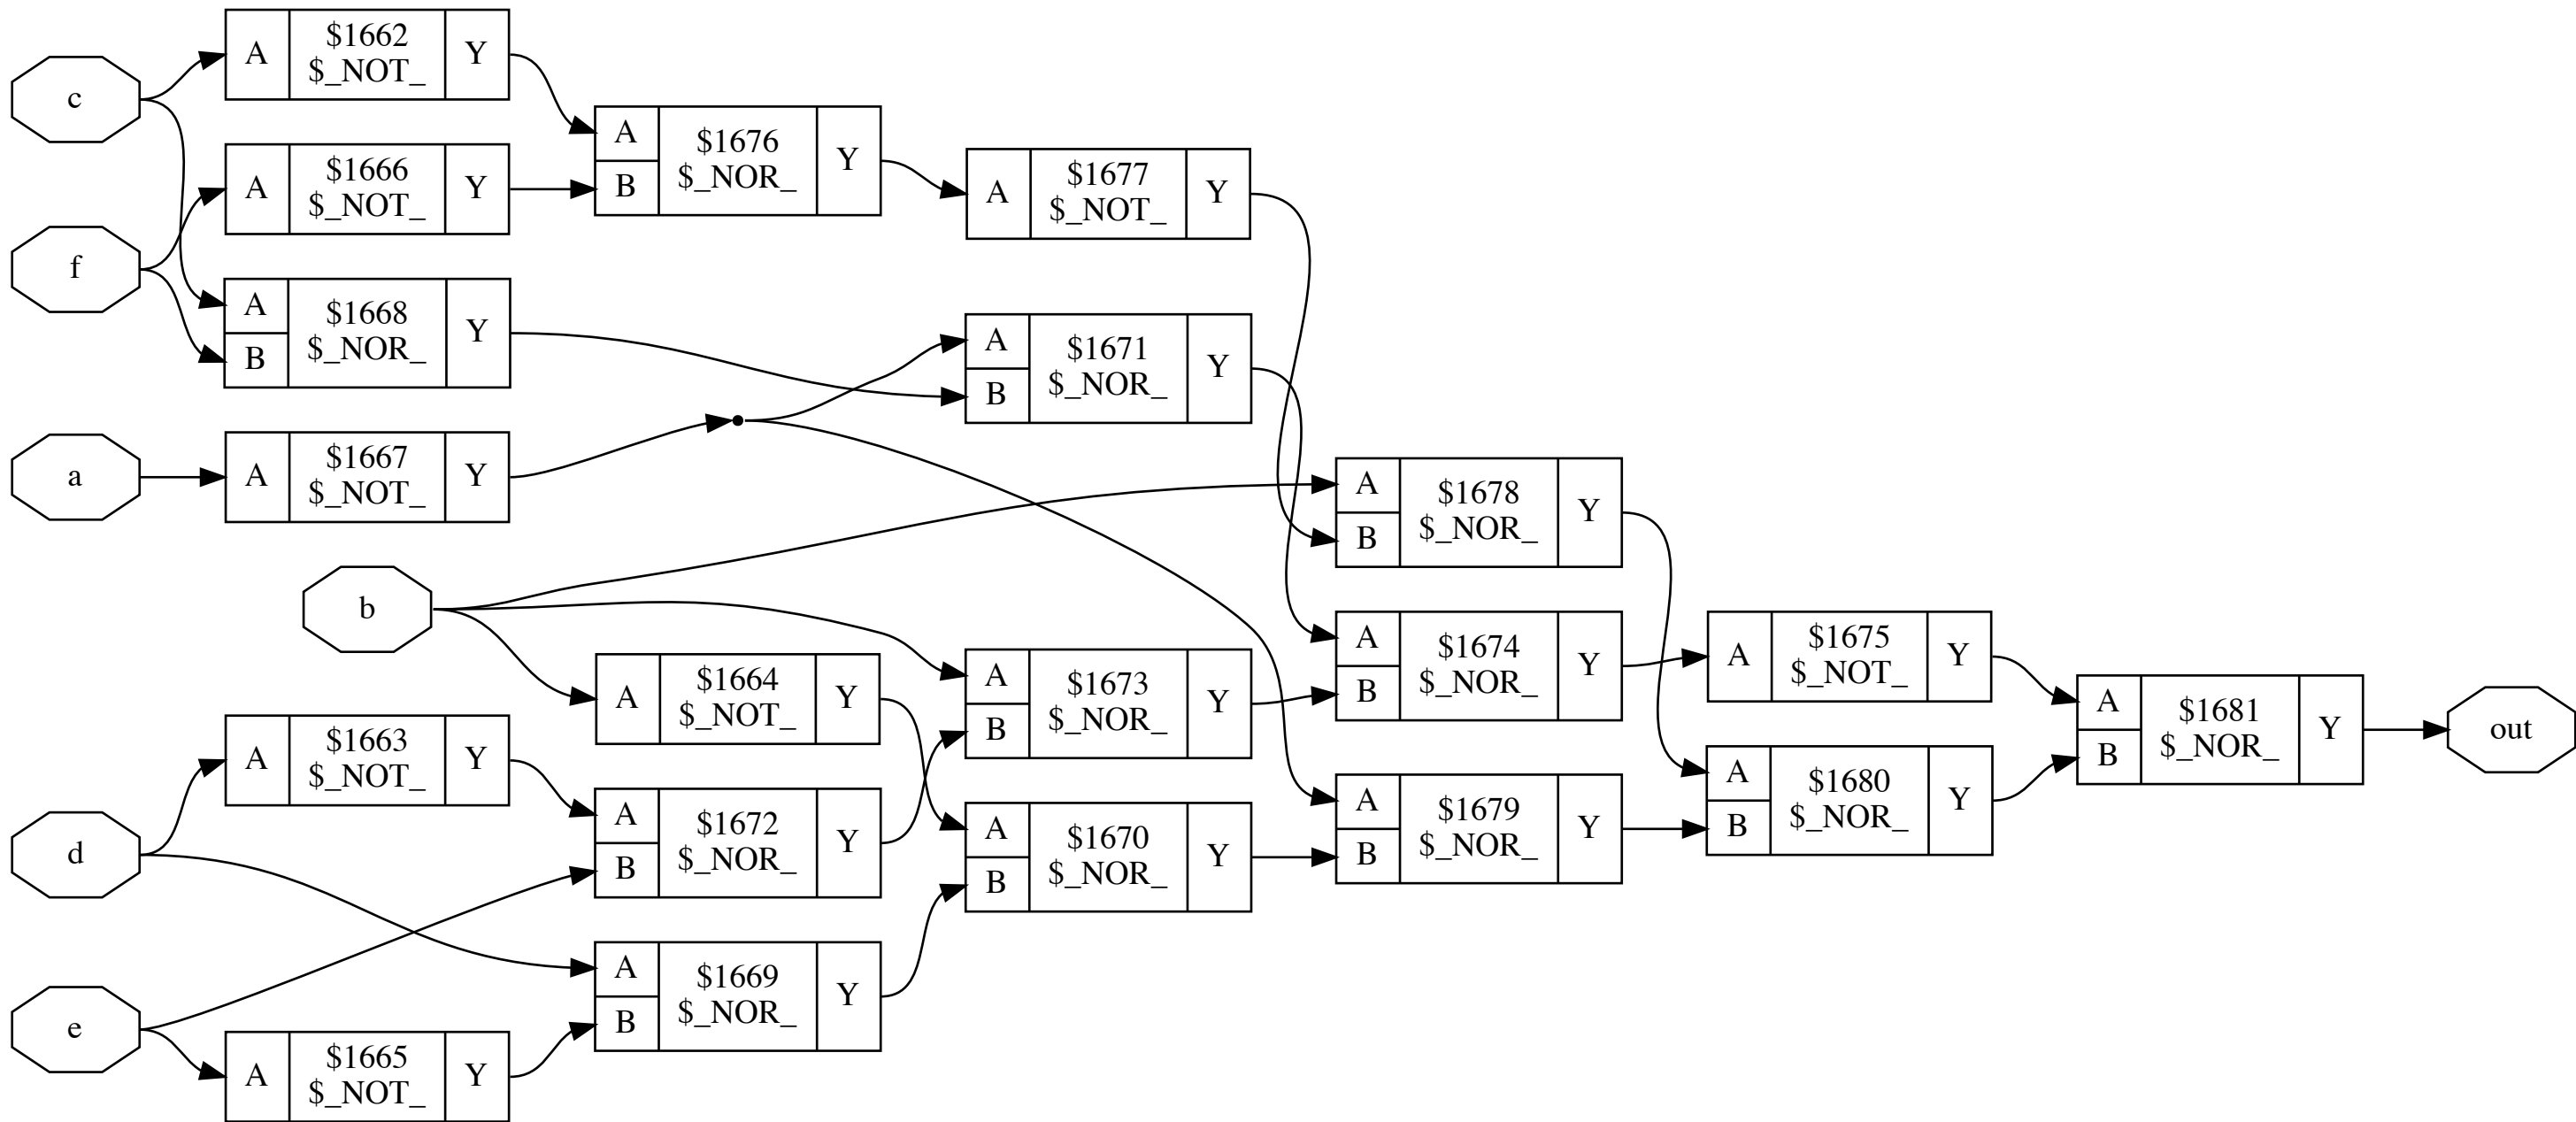 c
f
a
b
d
e
A
$1662
$_NOT_
Y
A
$1666
$_NOT_
Y
A
B
$1668
$_NOR_
Y
A
$1667
$_NOT_
Y
A
$1663
$_NOT_
Y
A
$1665
$_NOT_
Y
A
B
$1676
$_NOR_
Y
A
$1664
$_NOT_
Y
A
B
$1672
$_NOR_
Y
A
B
$1669
$_NOR_
Y
A
$1677
$_NOT_
Y
A
B
$1671
$_NOR_
Y
A
B
$1673
$_NOR_
Y
A
B
$1670
$_NOR_
Y
A
B
$1678
$_NOR_
Y
A
B
$1674
$_NOR_
Y
A
B
$1679
$_NOR_
Y
A
$1675
$_NOT_
Y
A
B
$1680
$_NOR_
Y
A
B
$1681
$_NOR_
Y
out